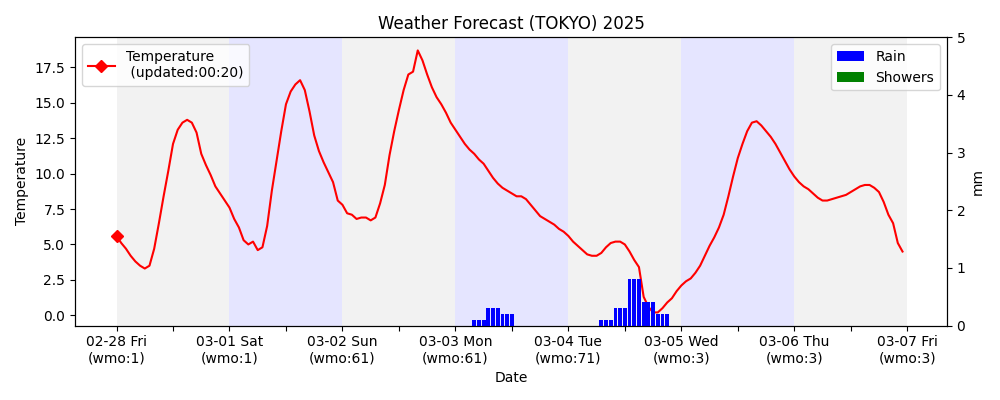 Weather Forecast (TOKYO) 2025
Temperature
(updated:00:20)
Rain
Showers
Temperature
17.5
15.0
12.5
10.0
7.5
5.0
2.5
0.0
5
4
3
2
1
0
mm
02-28 Fri
(wmo:1)
03-01 Sat
(wmo:1)
03-02 Sun
(wmo:61)
03-03 Mon
(wmo:61)
03-04 Tue
(wmo:71)
03-05 Wed
(wmo:3)
03-06 Thu
(wmo:3)
03-07 Fri
(wmo:3)
Date